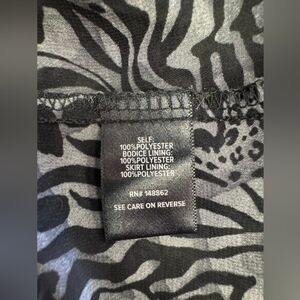 SELF:
100%POLYESTER
BODICE LINING:
100%POLYESTER
SKIRT LINING:
100%POLYESTER
RN# 148862
SEE CARE ON REVERSE